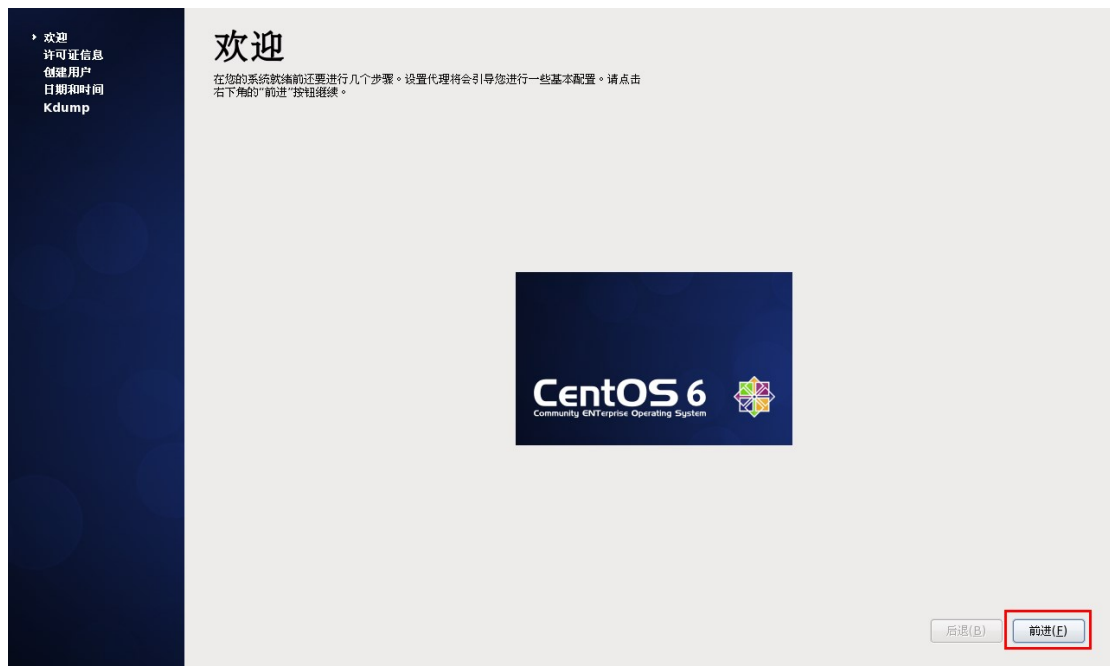 欢迎
许可证信息
创建用户
日期和时间
Kdump
欢迎
在您的系统就绪前还要进行几个步骤。设置代理将会引导您进行一些基本配置。请点击
右下角的“前进”按钮继续。
CentOS 6
Community ENTerprise Operating System
后退(B)
前进(F)